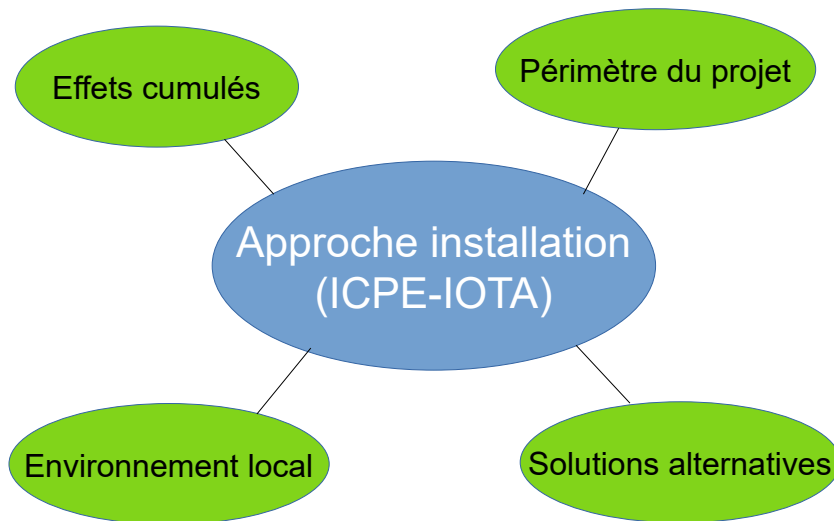 Effets cumulés
Périmètre du projet
Approche installation
(ICPE-IOTA)
Environnement local
Solutions alternatives